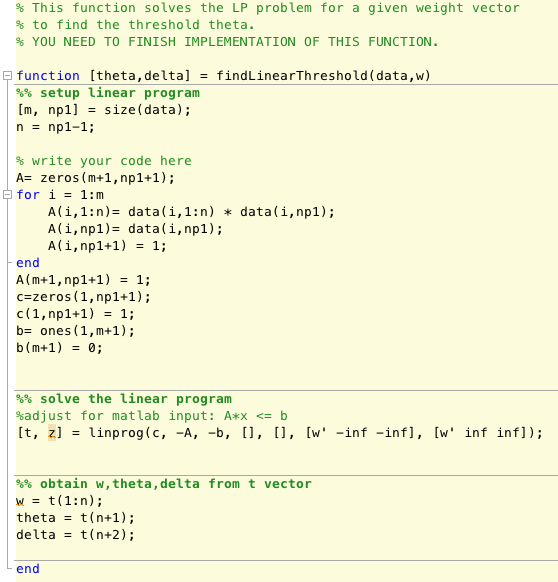 % This function solves the LP problem for a given weight vector
% to find the threshold theta.
% YOU NEED TO FINISH IMPLEMENTATION OF THIS FUNCTION.
function [theta,delta] = findLinearThreshold(data,w)
%% setup linear program
[m, np1] = size(data);
n = np1-1;
% write your code here
A= zeros(m+1,np1+1);
for i = 1:m
A(i,1:n)= data(i,1:n) * data(i,np1);
A(i,np1)= data(i,np1);
A(i,np1+1) = 1;
end
A(m+1,np1+1) = 1;
c=zeros(1,np1+1);
c(1,np1+1) = 1;
b= ones(1,m+1);
b(m+1) = 0;
%% solve the linear program
%adjust for matlab input: A*x <= b
[t, z] = linprog(c, -A, -b, [], [], [w' -inf -inf], [w' inf inf]);
%% obtain w,theta,delta from t vector
w = t(1:n);
theta = t(n+1);
delta = t(n+2);
end